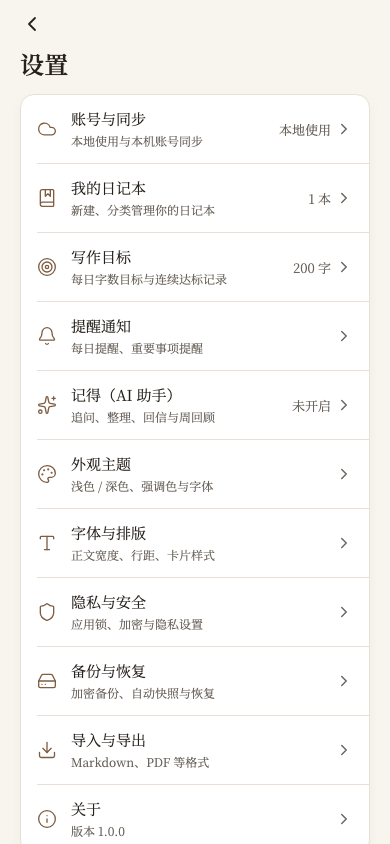 设置
账号与同步
本地使用与本机账号同步
本地使用
我的日记本
新建、分类管理你的日记本
1 本
写作目标
每日字数目标与连续达标记录
200 字
提醒通知
每日提醒、重要事项提醒
记得（AI 助手）
追问、整理、回信与周回顾
未开启
外观主题
浅色 / 深色、强调色与字体
字体与排版
正文宽度、行距、卡片样式
隐私与安全
应用锁、加密与隐私设置
备份与恢复
加密备份、自动快照与恢复
导入与导出
Markdown、PDF 等格式
关于
版本 1.0.0